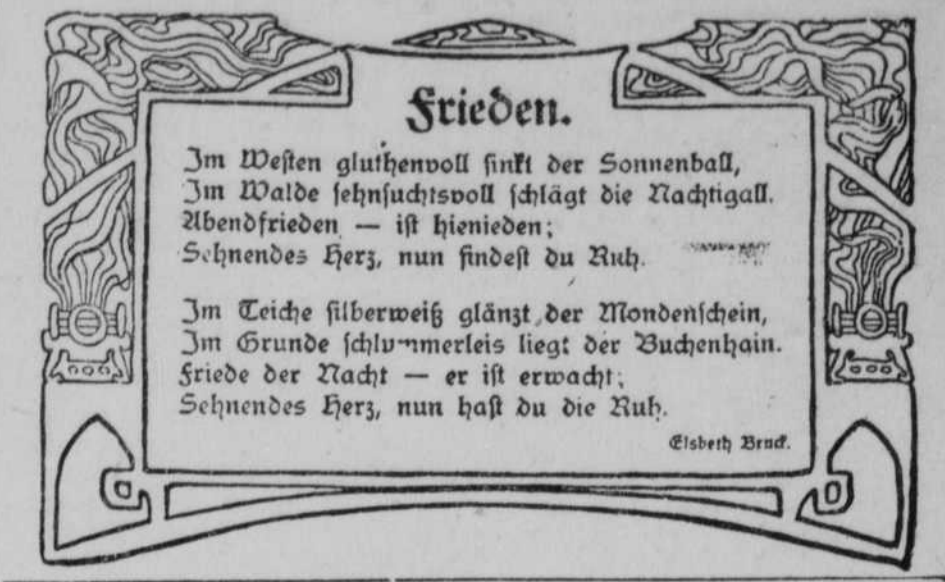 Frieden.
Im Westen gluthenvoll sinkt der Sonnenball,
Im Walde sehnsuchtsvoll schlägt die Nachtigall.
Abendfrieden — ist hienieden;
Sehnendes Herz, nun findest du Ruh.
Im Teiche silberweiß glänzt der Mondenschein,
Im Grunde schlummerleis liegt der Buchenhain.
Friede der Nacht — er ist erwacht;
Sehnendes Herz, nun hast du die Ruh.
Elsbeth Bruck.